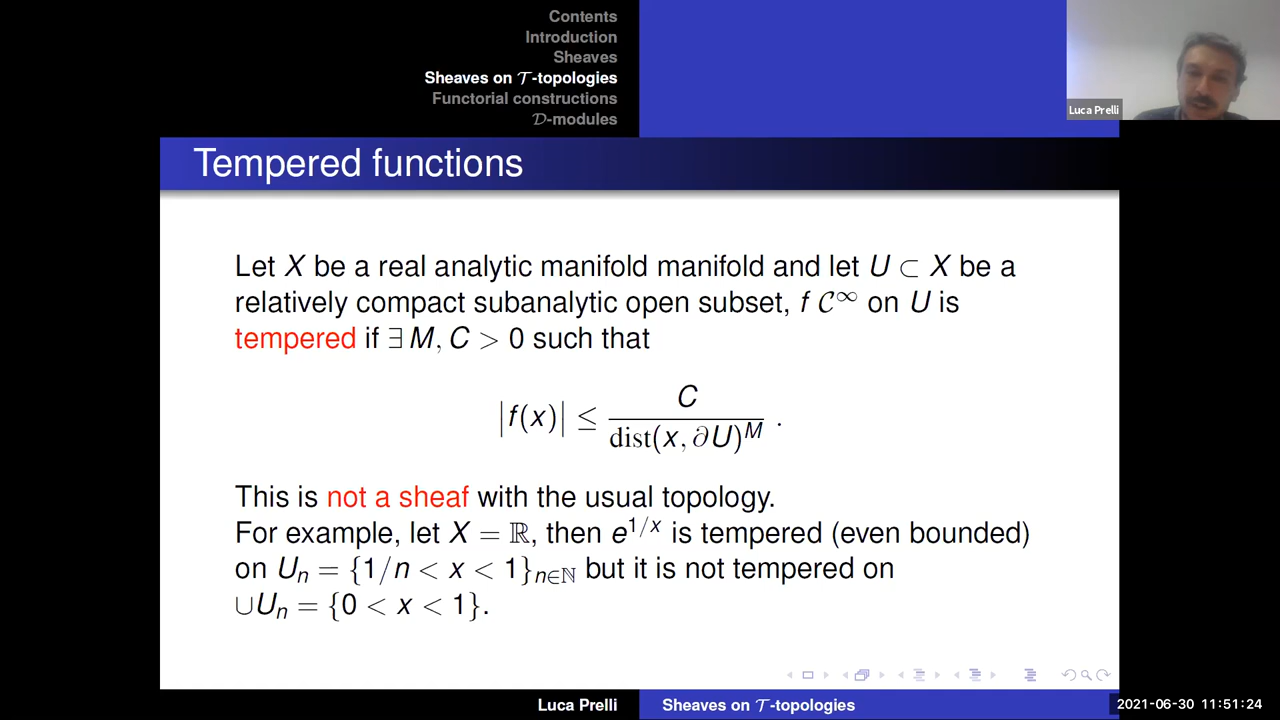 Contents
Introduction
Sheaves
Sheaves on 𝒯-topologies
Functorial constructions
𝒟-modules
Luca Prelli
Tempered functions
Let X be a real analytic manifold manifold and let U ⊂ X be a
relatively compact subanalytic open subset, f 𝒞^∞ on U is
tempered if ∃ M, C > 0 such that
|f(x)| ≤ C / dist(x, ∂U)^M .
This is not a sheaf with the usual topology.
For example, let X = ℝ, then e^{1/x} is tempered (even bounded)
on U_n = {1/n < x < 1}_{n∈ℕ} but it is not tempered on
∪U_n = {0 < x < 1}.
Luca Prelli
Sheaves on 𝒯-topologies
2021-06-30 11:51:24